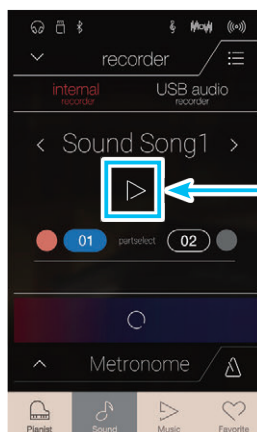 recorder
internal USB audio
recorder recorder
Sound Song1
01 partselect 02
Metronome
Pianist Sound Music Favorite